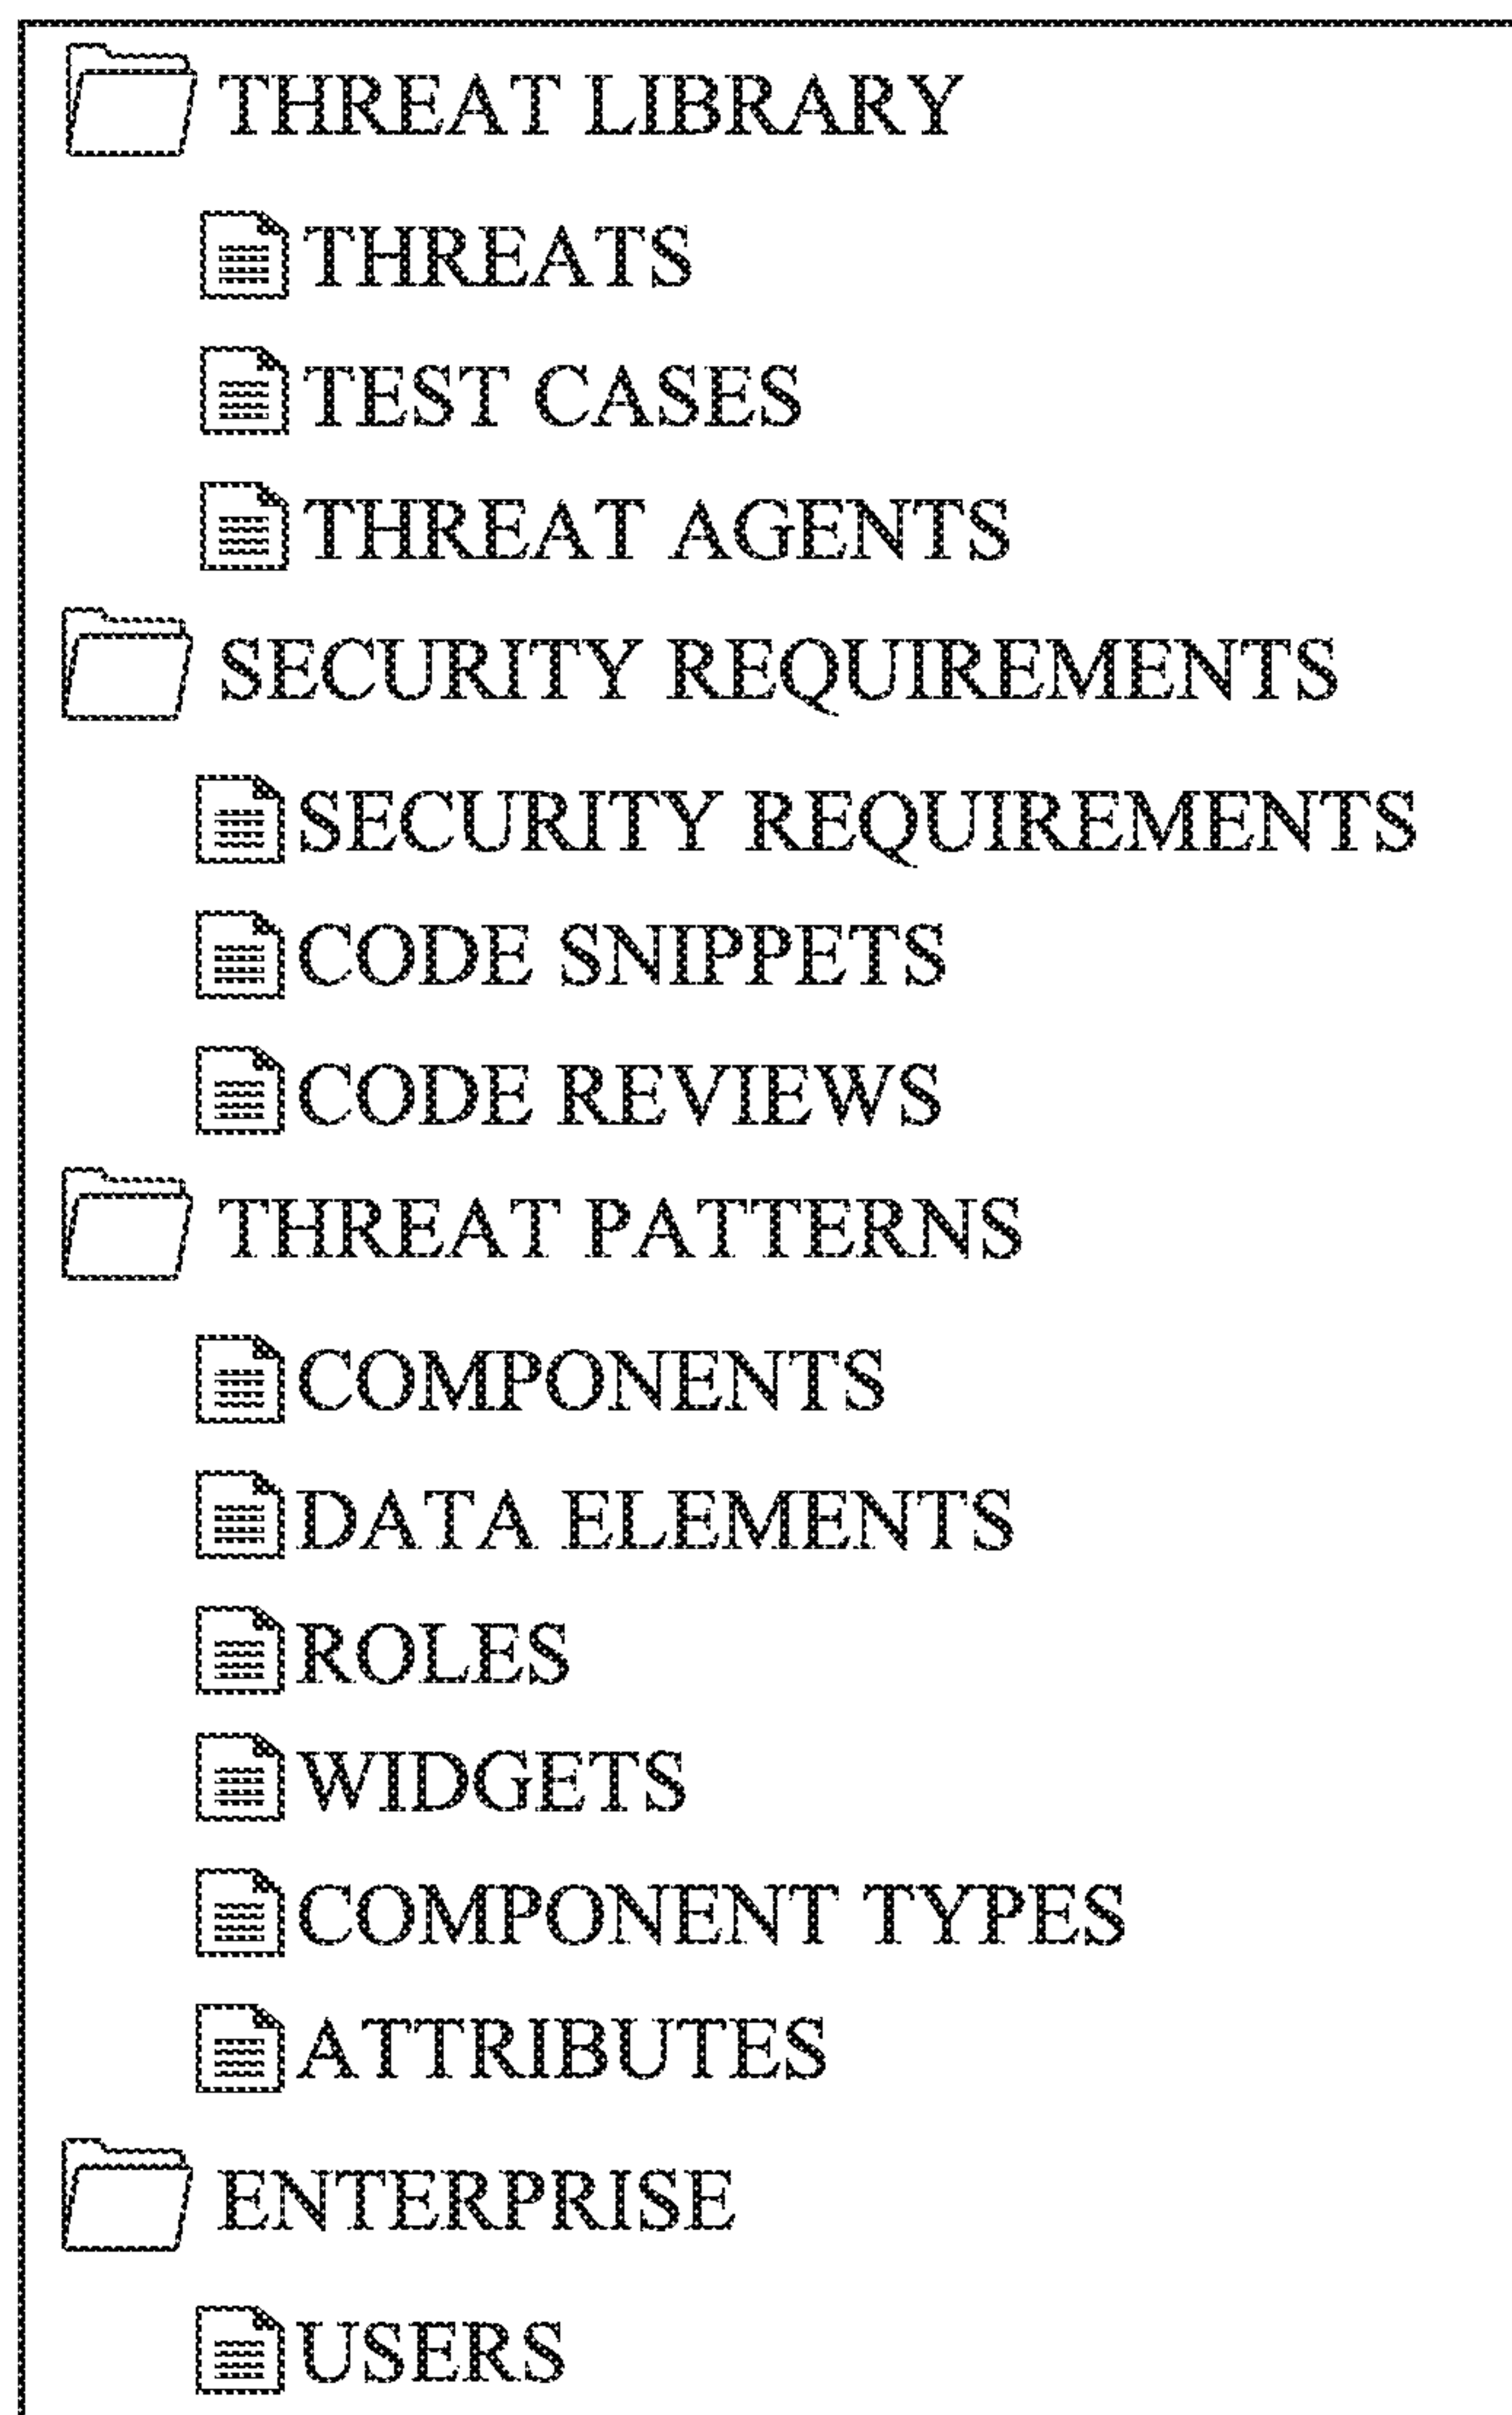 THREAT LIBRARY
THREATS
TEST CASES
THREAT AGENTS
SECURITY REQUIREMENTS
SECURITY REQUIREMENTS
CODE SNIPPETS
CODE REVIEWS
THREAT PATTERNS
COMPONENTS
DATA ELEMENTS
ROLES
WIDGETS
COMPONENT TYPES
ATTRIBUTES
ENTERPRISE
USERS